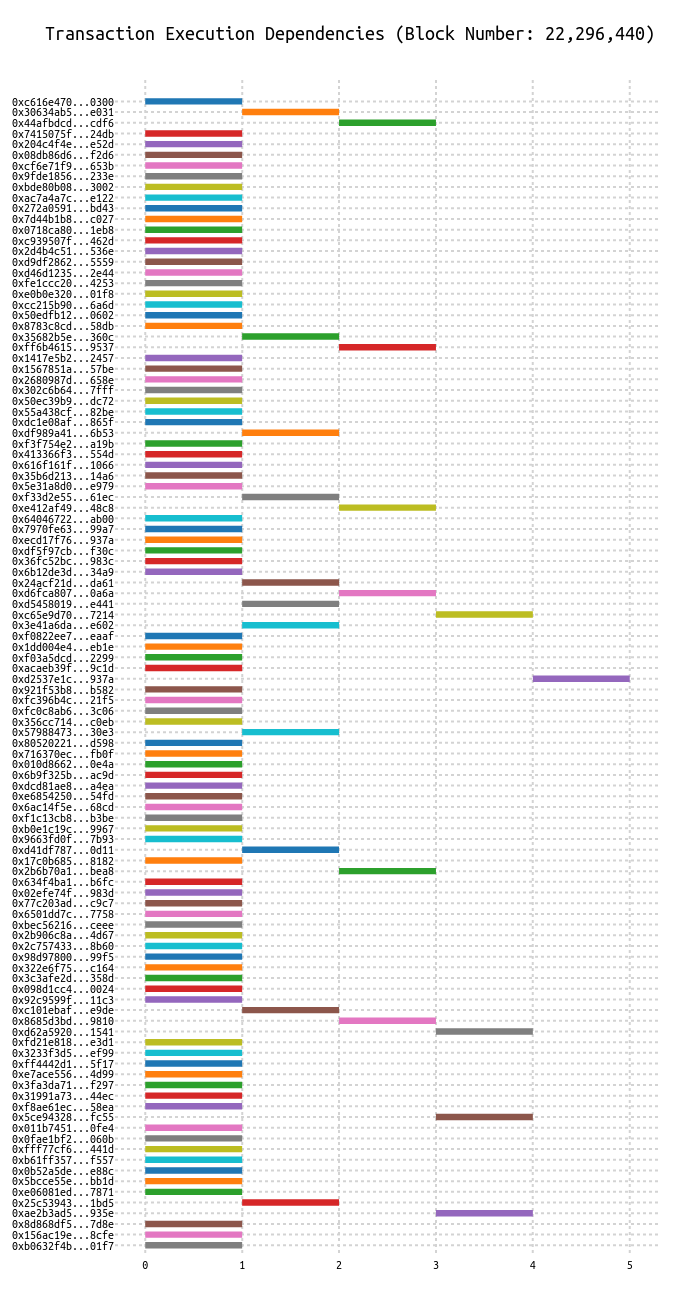 Transaction Execution Dependencies (Block Number: 22,296,440)
0xc616e470...0300
0x30634ab5...e031
0x44afbdcd...cdf6
0x7415075f...24db
0x204c4f4e...e52d
0x08db86d6...f2d6
0xcf6e71f9...653b
0x9fde1856...233e
0xbde80b08...3002
0xac7a4a7c...e122
0x272a0591...bd43
0x7d44b1b8...c027
0x0718ca80...1eb8
0xc939507f...462d
0x2d4b4c51...536e
0xd9df2862...5559
0xd46d1235...2e44
0xfe1ccc20...4253
0xe0b0e320...01f8
0xcc215b90...6a6d
0x50edfb12...0602
0x8783c8cd...58db
0x35682b5e...360c
0xff6b4615...9537
0x1417e5b2...2457
0x1567851a...57be
0x2680987d...658e
0x302c6b64...7fff
0x50ec39b9...dc72
0x55a438cf...82be
0xdc1e08af...865f
0xdf989a41...6b53
0xf3f754e2...a19b
0x413366f3...554d
0x616f161f...1066
0x35b6d213...14a6
0x5e31a8d0...e979
0xf33d2e55...61ec
0xe412af49...48c8
0x64046722...ab00
0x7970fe63...99a7
0xecd17f76...937a
0xdf5f97cb...f30c
0x36fc52bc...983c
0x6b12de3d...34a9
0x24acf21d...da61
0xd6fca807...0a6a
0xd5458019...e441
0xc65e9d70...7214
0x3e41a6da...e602
0xf0822ee7...eaaf
0x1dd004e4...eb1e
0xf03a5dcd...2299
0xacaeb39f...9c1d
0xd2537e1c...937a
0x921f53b8...b582
0xfc396b4c...21f5
0xfc0c8ab6...3c06
0x356cc714...c0eb
0x57988473...30e3
0x80520221...d598
0x716370ec...fb0f
0x010d8662...0e4a
0x6b9f325b...ac9d
0xdcd81ae8...a4ea
0xe6854250...54fd
0x6ac14f5e...68cd
0xf1c13cb8...b3be
0xb0e1c19c...9967
0x9663fd0f...7b93
0xd41df787...0d11
0x17c0b685...8182
0x2b6b70a1...bea8
0x634f4ba1...b6fc
0x02efe74f...983d
0x77c203ad...c9c7
0x6501dd7c...7758
0xbec56216...ceee
0x2b906c8a...4d67
0x2c757433...8b60
0x98d97800...99f5
0x322e6f75...c164
0x3c3afe2d...358d
0x098d1cc4...0024
0x92c9599f...11c3
0xc101ebaf...e9de
0x8685d3bd...9810
0xd62a5920...1541
0xfd21e818...e3d1
0x3233f3d5...ef99
0xff4442d1...5f17
0xe7ace556...4d99
0x3fa3da71...f297
0x31991a73...44ec
0xf8ae61ec...58ea
0x5ce94328...fc55
0x011b7451...0fe4
0x0fae1bf2...060b
0xfff77cf6...441d
0xb61ff357...f557
0x0b52a5de...e88c
0x5bcce55e...bb1d
0xe06081ed...7871
0x25c53943...1bd5
0xae2b3ad5...935e
0x8d868df5...7d8e
0x156ac19e...8cfe
0xb0632f4b...01f7
0 1 2 3 4 5